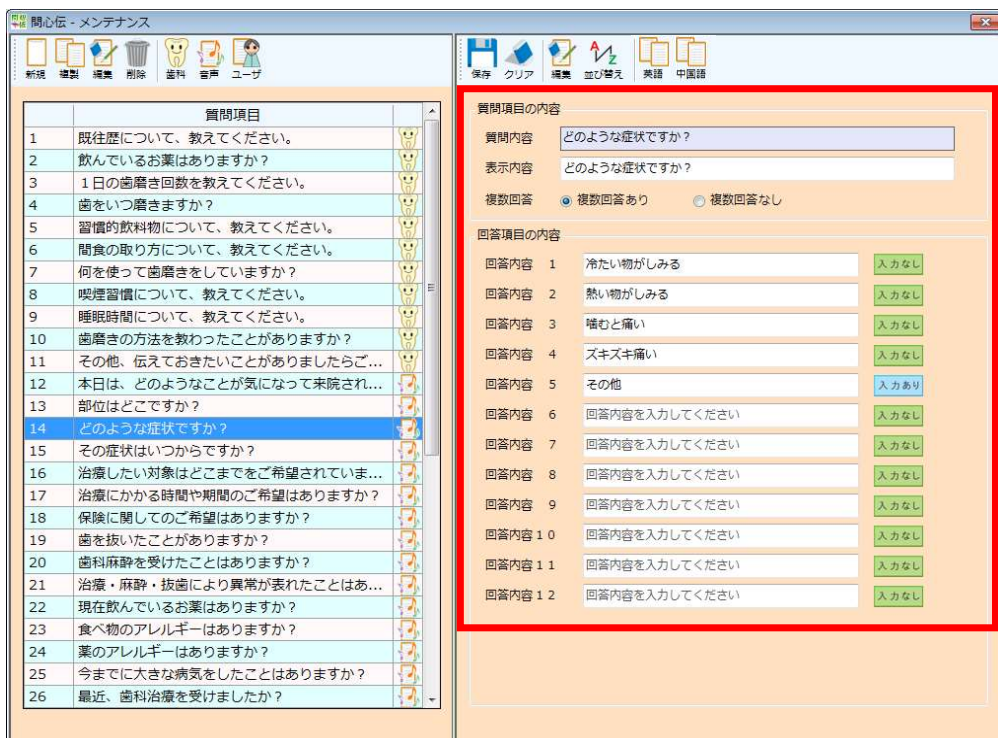 問心伝 - メンテナンス
新規 複製 編集 削除 歯科 音声 ユーザ
保存 クリア 編集 並び替え 英語 中国語
質問項目
1 既往歴について、教えてください。
2 飲んでいるお薬はありますか？
3 １日の歯磨き回数を教えてください。
4 歯をいつ磨きますか？
5 習慣的飲料物について、教えてください。
6 間食の取り方について、教えてください。
7 何を使って歯磨きをしていますか？
8 喫煙習慣について、教えてください。
9 睡眠時間について、教えてください。
10 歯磨きの方法を教わったことがありますか？
11 その他、伝えておきたいことがありましたらご...
12 本日は、どのようなことが気になって来院され...
13 部位はどこですか？
14 どのような症状ですか？
15 その症状はいつからですか？
16 治療したい対象はどこまでをご希望されていま...
17 治療にかかる時間や期間のご希望はありますか？
18 保険に関してのご希望はありますか？
19 歯を抜いたことがありますか？
20 歯科麻酔を受けたことはありますか？
21 治療・麻酔・抜歯により異常が表れたことはあ...
22 現在飲んでいるお薬はありますか？
23 食べ物のアレルギーはありますか？
24 薬のアレルギーはありますか？
25 今までに大きな病気をしたことはありますか？
26 最近、歯科治療を受けましたか？
質問項目の内容
質問内容 どのような症状ですか？
表示内容 どのような症状ですか？
複数回答 複数回答あり 複数回答なし
回答項目の内容
回答内容 1 冷たい物がしみる 入力なし
回答内容 2 熱い物がしみる 入力なし
回答内容 3 噛むと痛い 入力なし
回答内容 4 ズキズキ痛い 入力なし
回答内容 5 その他 入力あり
回答内容 6 回答内容を入力してください 入力なし
回答内容 7 回答内容を入力してください 入力なし
回答内容 8 回答内容を入力してください 入力なし
回答内容 9 回答内容を入力してください 入力なし
回答内容１０ 回答内容を入力してください 入力なし
回答内容１１ 回答内容を入力してください 入力なし
回答内容１２ 回答内容を入力してください 入力なし